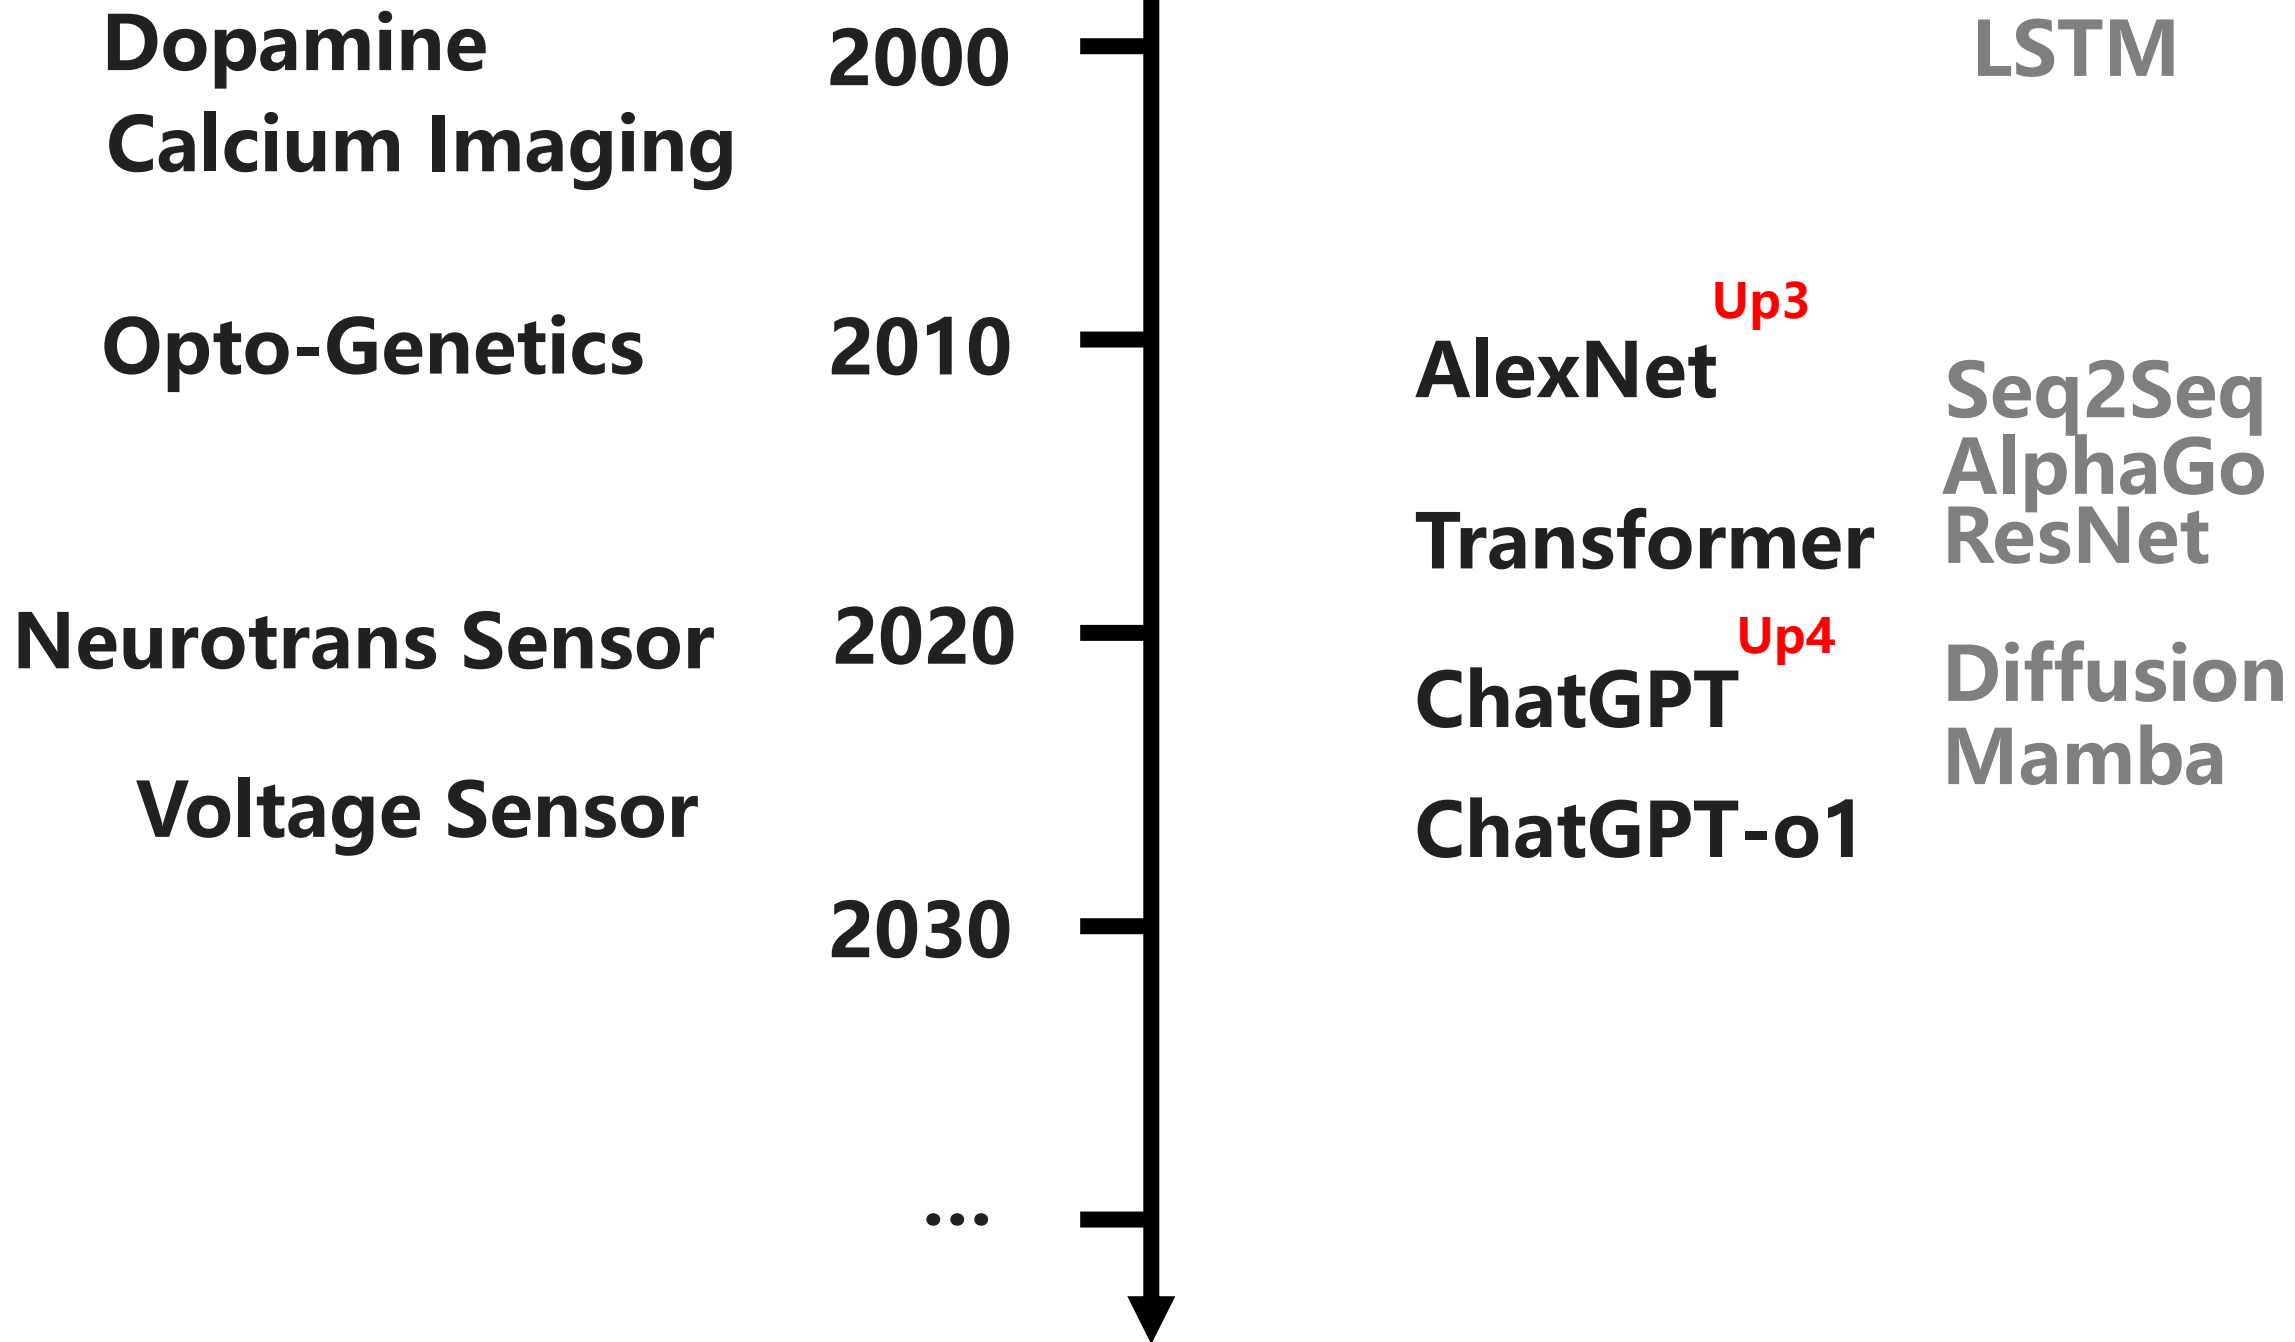 Dopamine
2000
LSTM
Calcium Imaging
Up3
Opto-Genetics
2010
AlexNet
Seq2Seq
AlphaGo
Transformer
ResNet
Neurotrans Sensor
2020
Up4
ChatGPT
Diffusion
Mamba
Voltage Sensor
ChatGPT-o1
2030
...